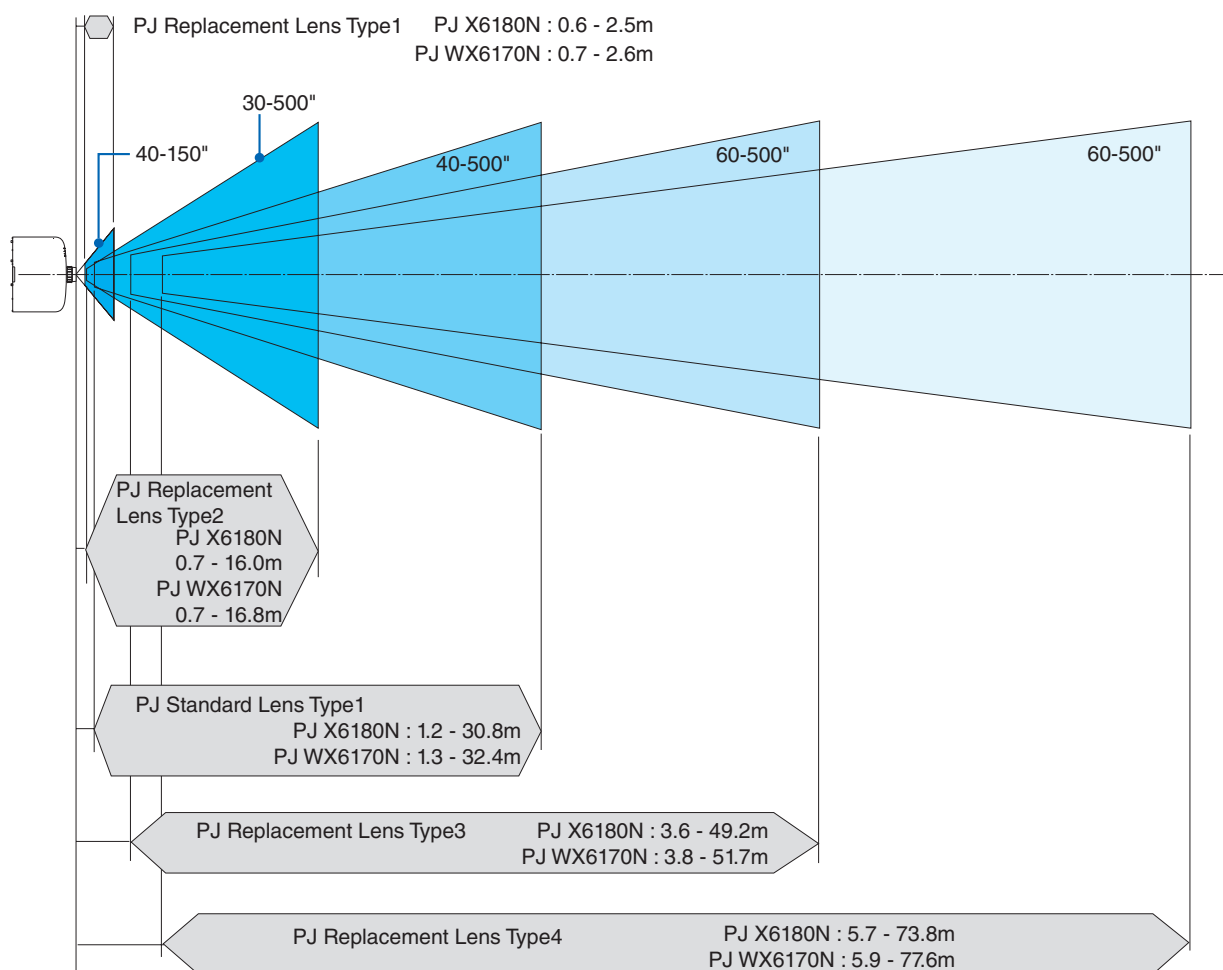 PJ Replacement Lens Type1 PJ X6180N : 0.6 - 2.5m
PJ WX6170N : 0.7 - 2.6m
30-500"
40-150"
40-500"
60-500"
60-500"
PJ Replacement
Lens Type2
PJ X6180N
0.7 - 16.0m
PJ WX6170N
0.7 - 16.8m
PJ Standard Lens Type1
PJ X6180N : 1.2 - 30.8m
PJ WX6170N : 1.3 - 32.4m
PJ Replacement Lens Type3 PJ X6180N : 3.6 - 49.2m
PJ WX6170N : 3.8 - 51.7m
PJ Replacement Lens Type4 PJ X6180N : 5.7 - 73.8m
PJ WX6170N : 5.9 - 77.6m